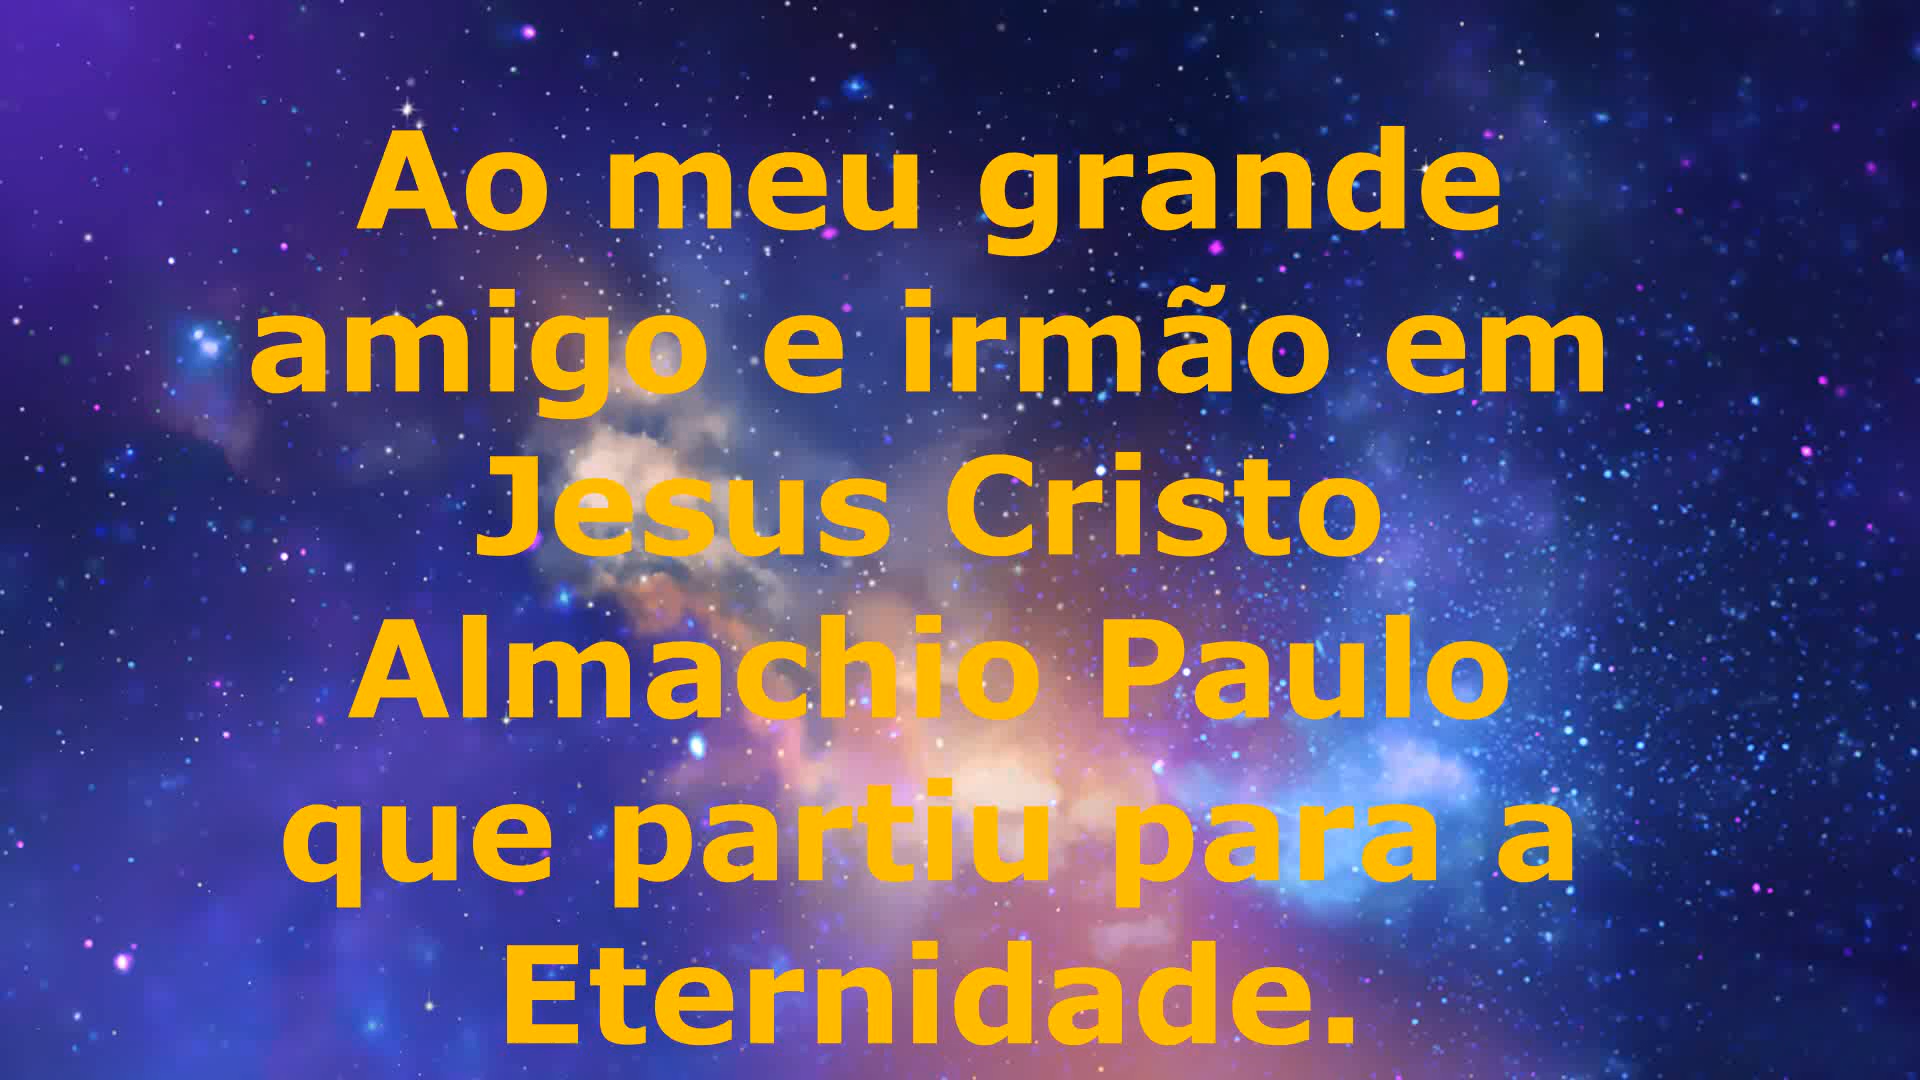 Ao meu grande
amigo e irmão em
Jesus Cristo
Almachio Paulo
que partiu para a
Eternidade.